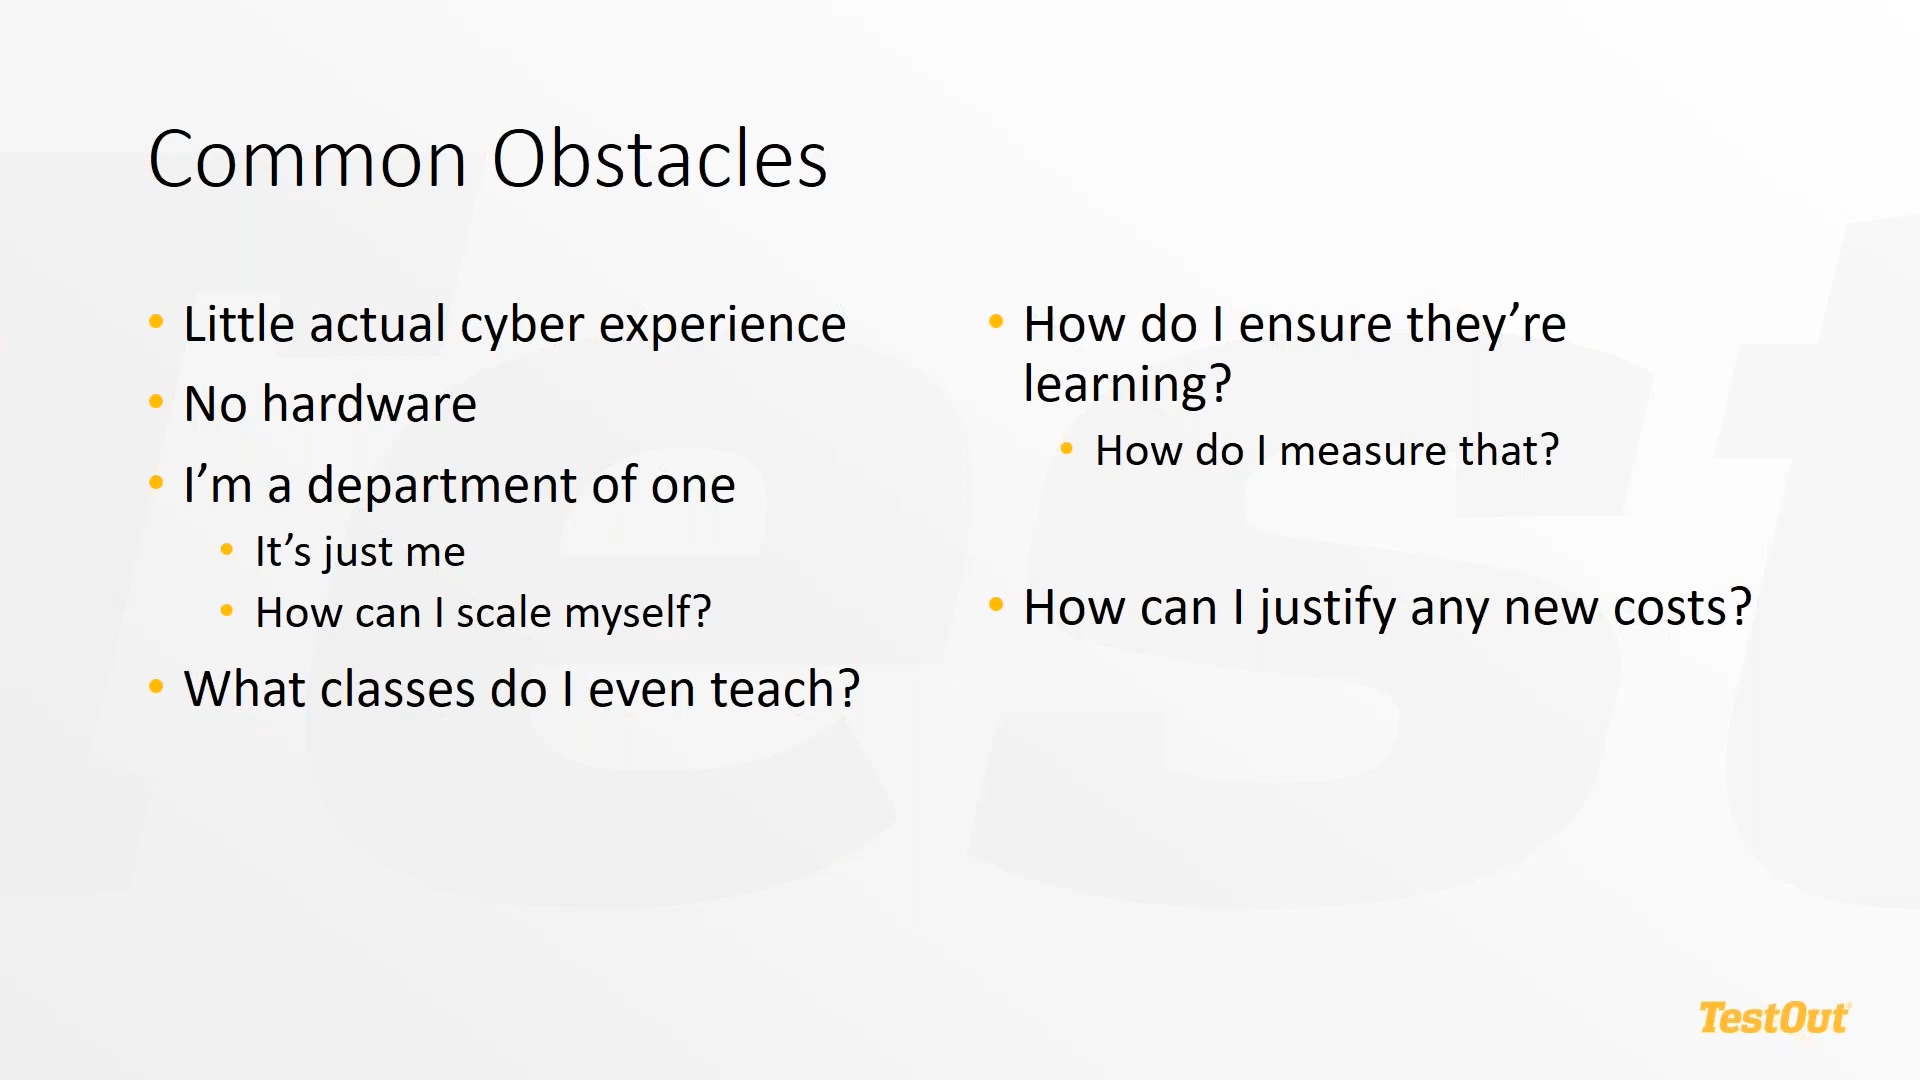 Common Obstacles
• Little actual cyber experience
• No hardware
• I’m a department of one
• It’s just me
• How can I scale myself?
• What classes do I even teach?
• How do I ensure they’re
learning?
• How do I measure that?
• How can I justify any new costs?
TestOut